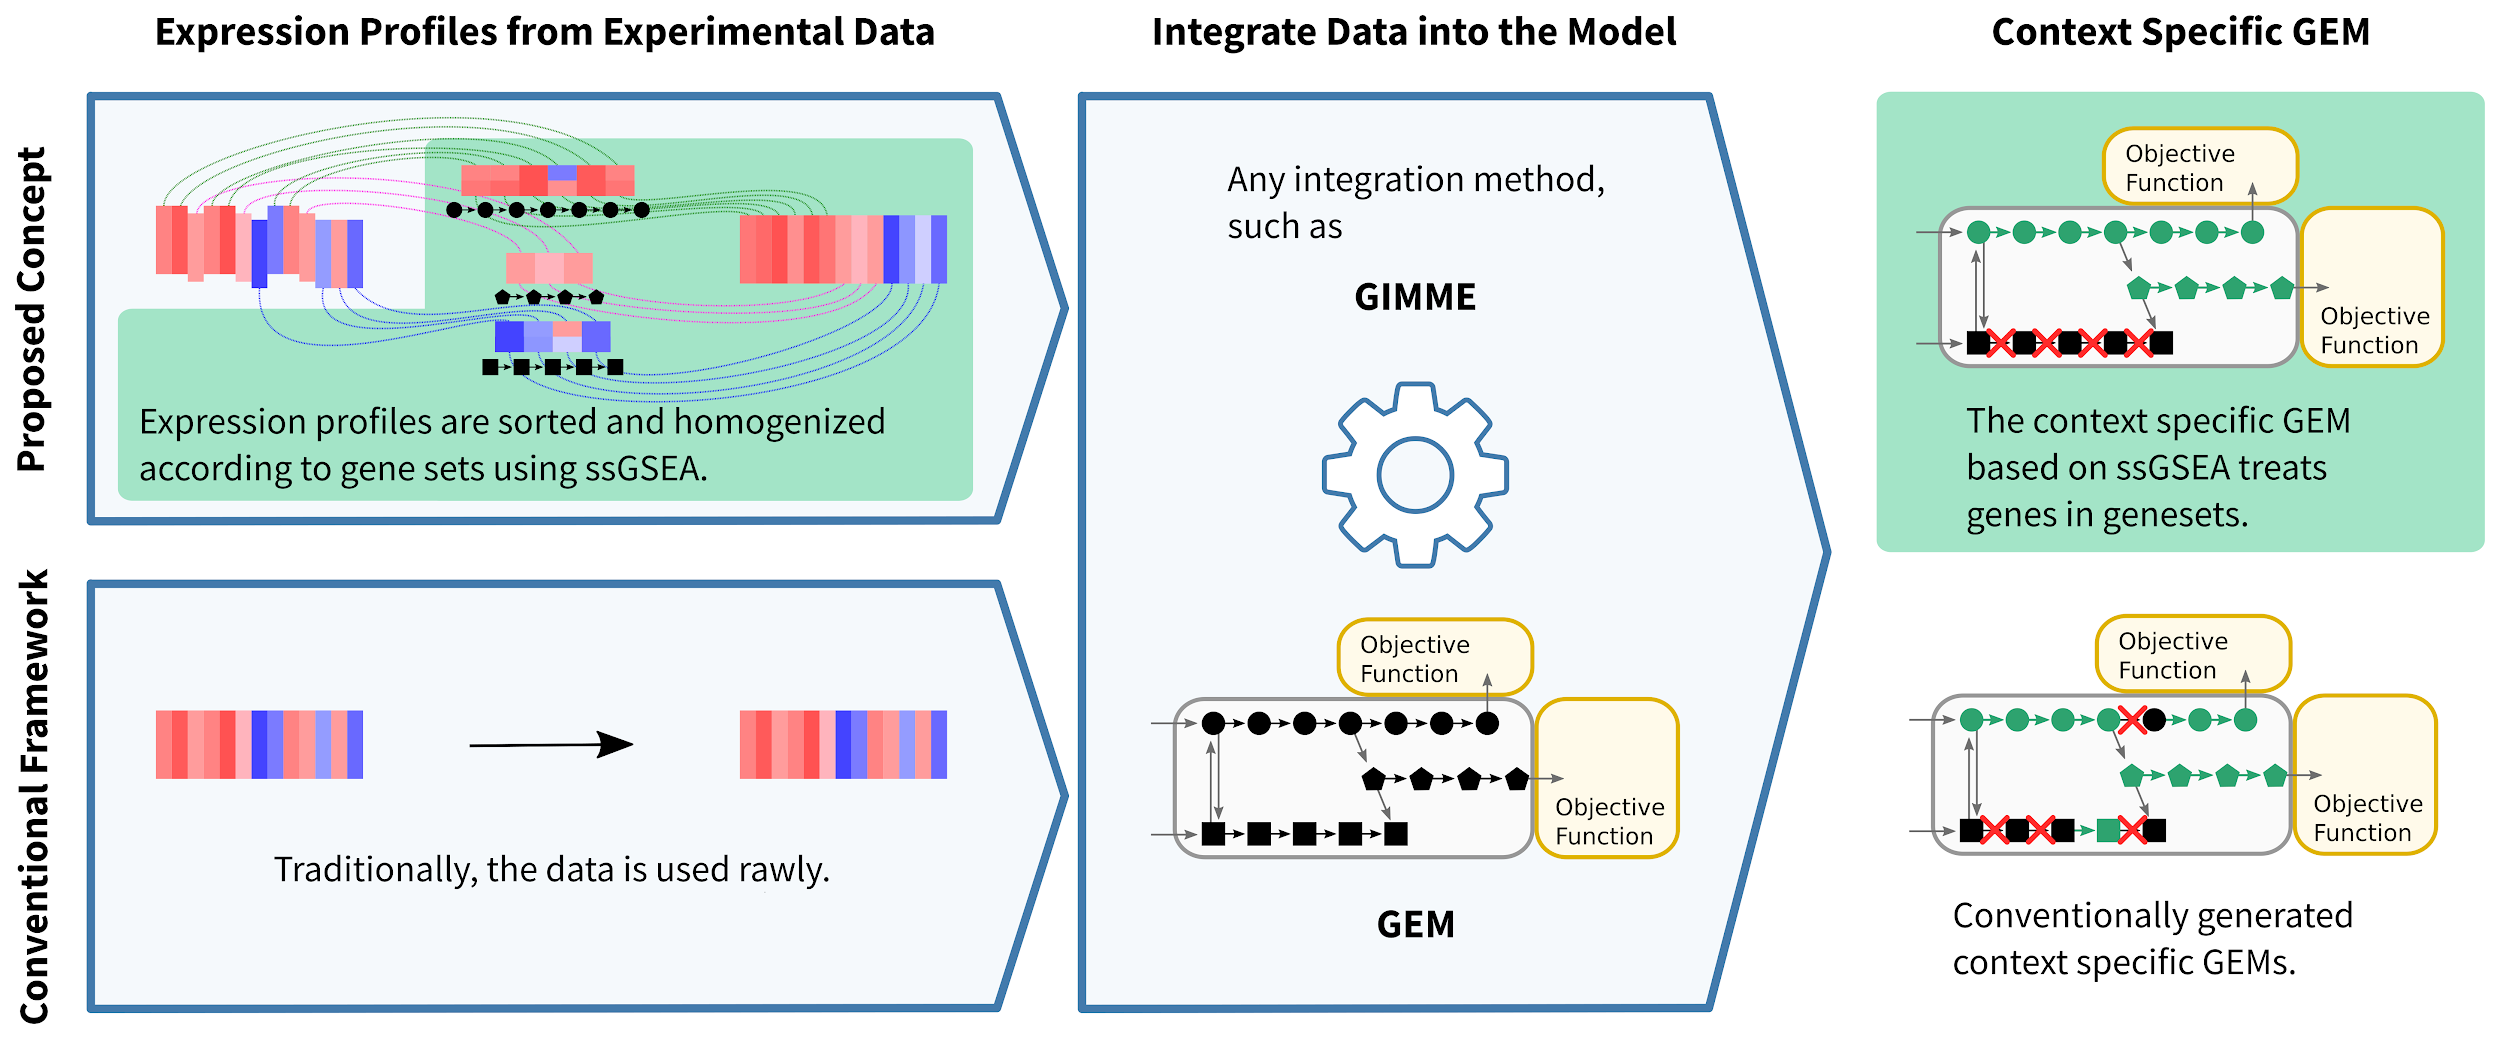 Expression Profiles from Experimental Data
Integrate Data into the Model
Context Specific GEM
Proposed Concept
Expression profiles are sorted and homogenized
according to gene sets using ssGSEA.
Any integration method,
such as
GIMME
Objective
Function
Objective
Function
The context specific GEM
based on ssGSEA treats
genes in genesets.
Conventional Framework
Traditionally, the data is used rawly.
Objective
Function
Objective
Function
GEM
Objective
Function
Objective
Function
Conventionally generated
context specific GEMs.